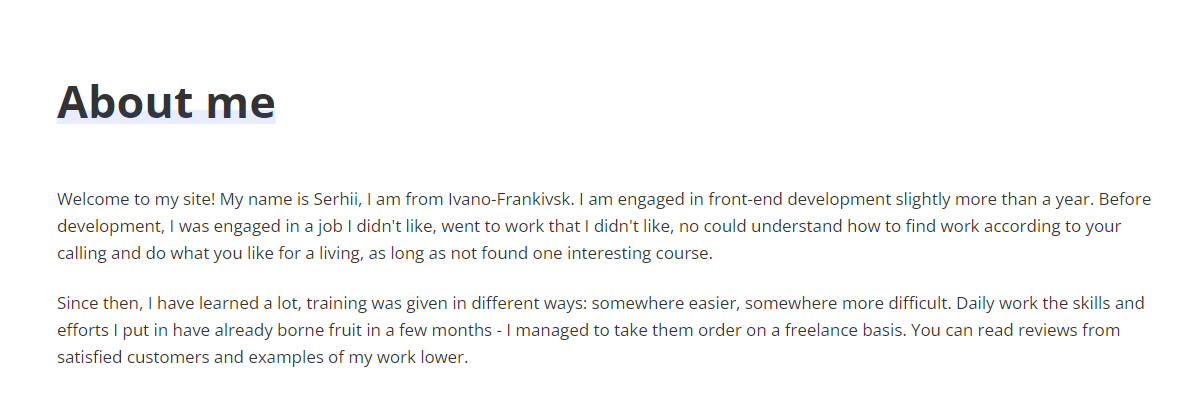 About me
Welcome to my site! My name is Serhii, I am from Ivano-Frankivsk. I am engaged in front-end development slightly more than a year. Before
development, I was engaged in a job I didn't like, went to work that I didn't like, no could understand how to find work according to your
calling and do what you like for a living, as long as not found one interesting course.
Since then, I have learned a lot, training was given in different ways: somewhere easier, somewhere more difficult. Daily work the skills and
efforts I put in have already borne fruit in a few months - I managed to take them order on a freelance basis. You can read reviews from
satisfied customers and examples of my work lower.